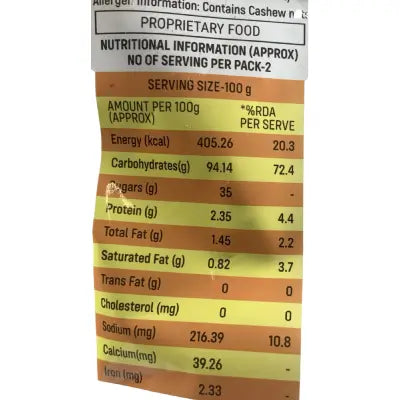 Allergen Information: Contains Cashew nuts
PROPRIETARY FOOD
NUTRITIONAL INFORMATION (APPROX)
NO OF SERVING PER PACK-2
SERVING SIZE-100 g
AMOUNT PER 100g (APPROX) *%RDA PER SERVE
Energy (kcal) 405.26 20.3
Carbohydrates(g) 94.14 72.4
Sugars (g) 35 -
Protein (g) 2.35 4.4
Total Fat (g) 1.45 2.2
Saturated Fat (g) 0.82 3.7
Trans Fat (g) 0 0
Cholesterol (mg) 0 0
Sodium (mg) 216.39 10.8
Calcium(mg) 39.26 -
Iron (mg) 2.33 -